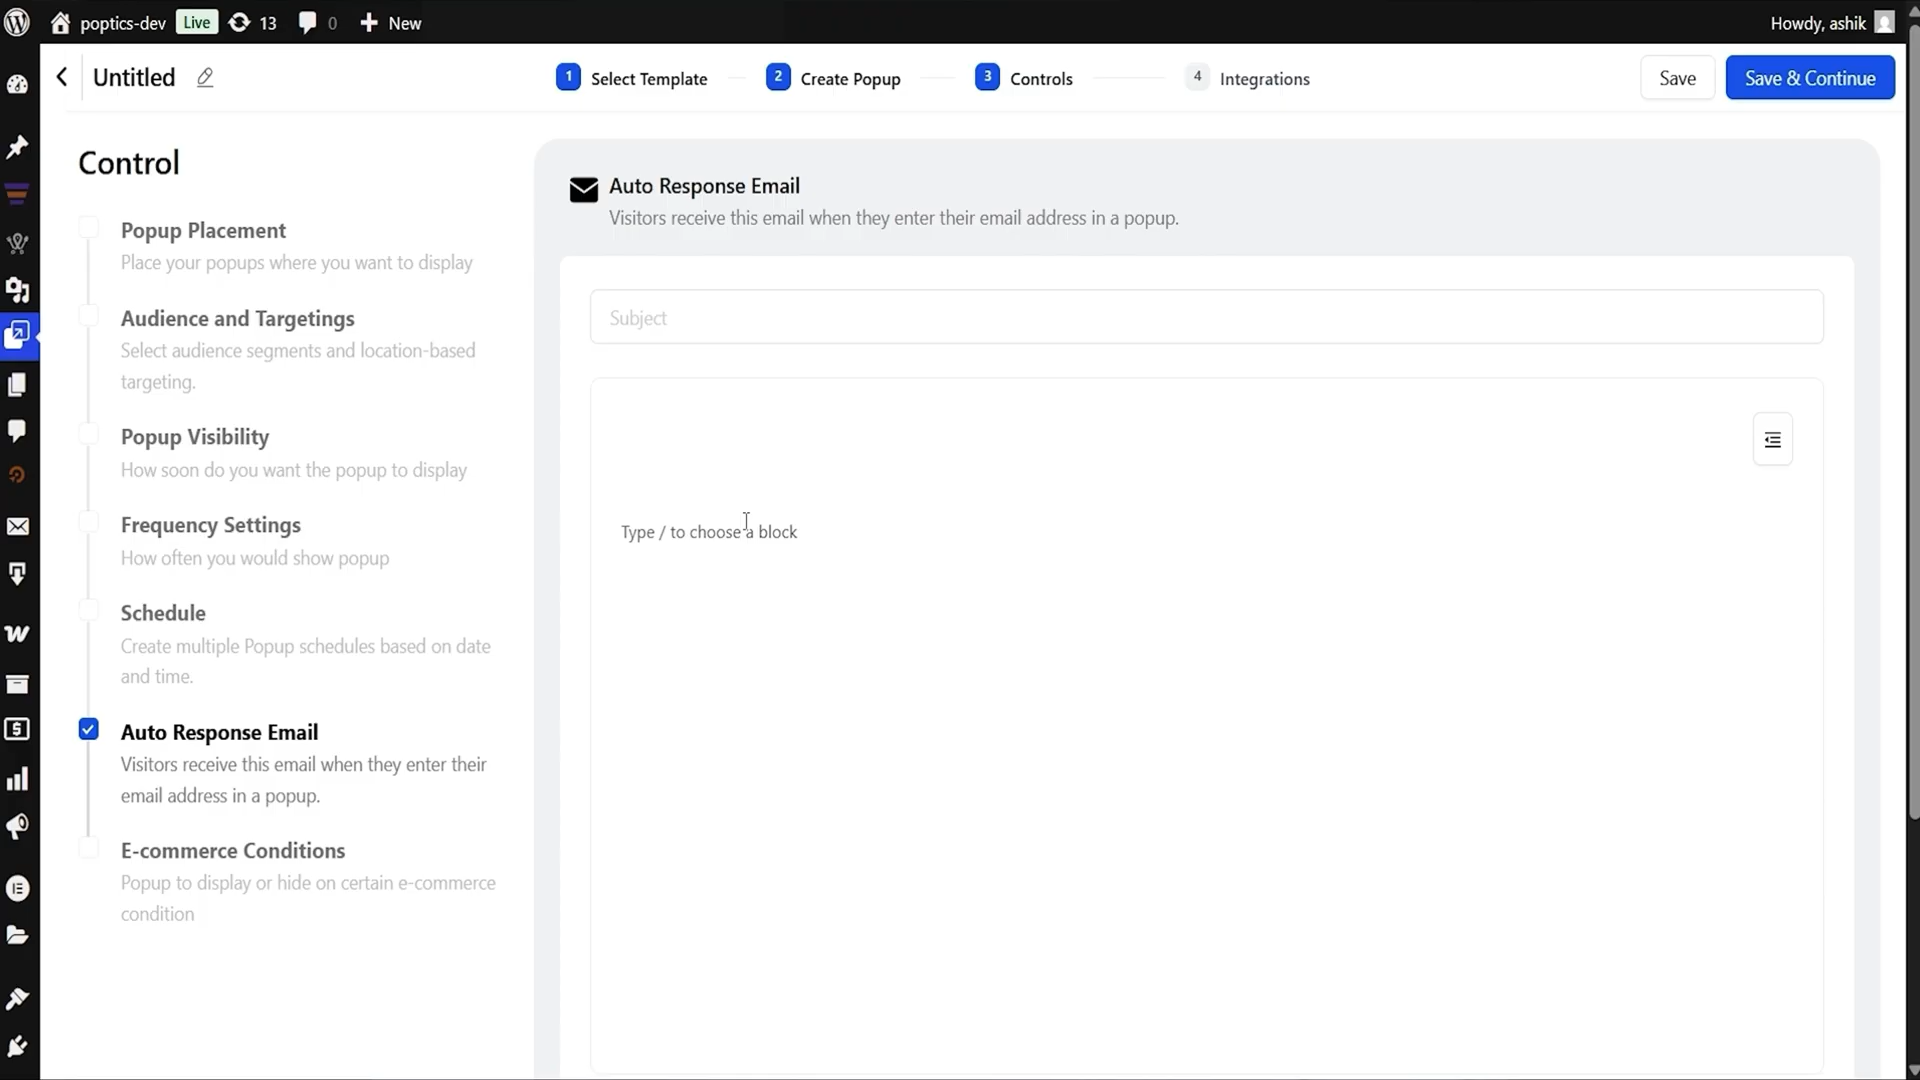 poptics-dev Live 13 0 New Howdy, ashik
Untitled 1 Select Template 2 Create Popup 3 Controls 4 Integrations Save Save & Continue
Control
Popup Placement
Place your popups where you want to display
Audience and Targetings
Select audience segments and location-based
targeting.
Popup Visibility
How soon do you want the popup to display
Frequency Settings
How often you would show popup
Schedule
Create multiple Popup schedules based on date
and time.
Auto Response Email
Visitors receive this email when they enter their
email address in a popup.
E-commerce Conditions
Popup to display or hide on certain e-commerce
condition
Auto Response Email
Visitors receive this email when they enter their email address in a popup.
Subject
Type / to choose a block